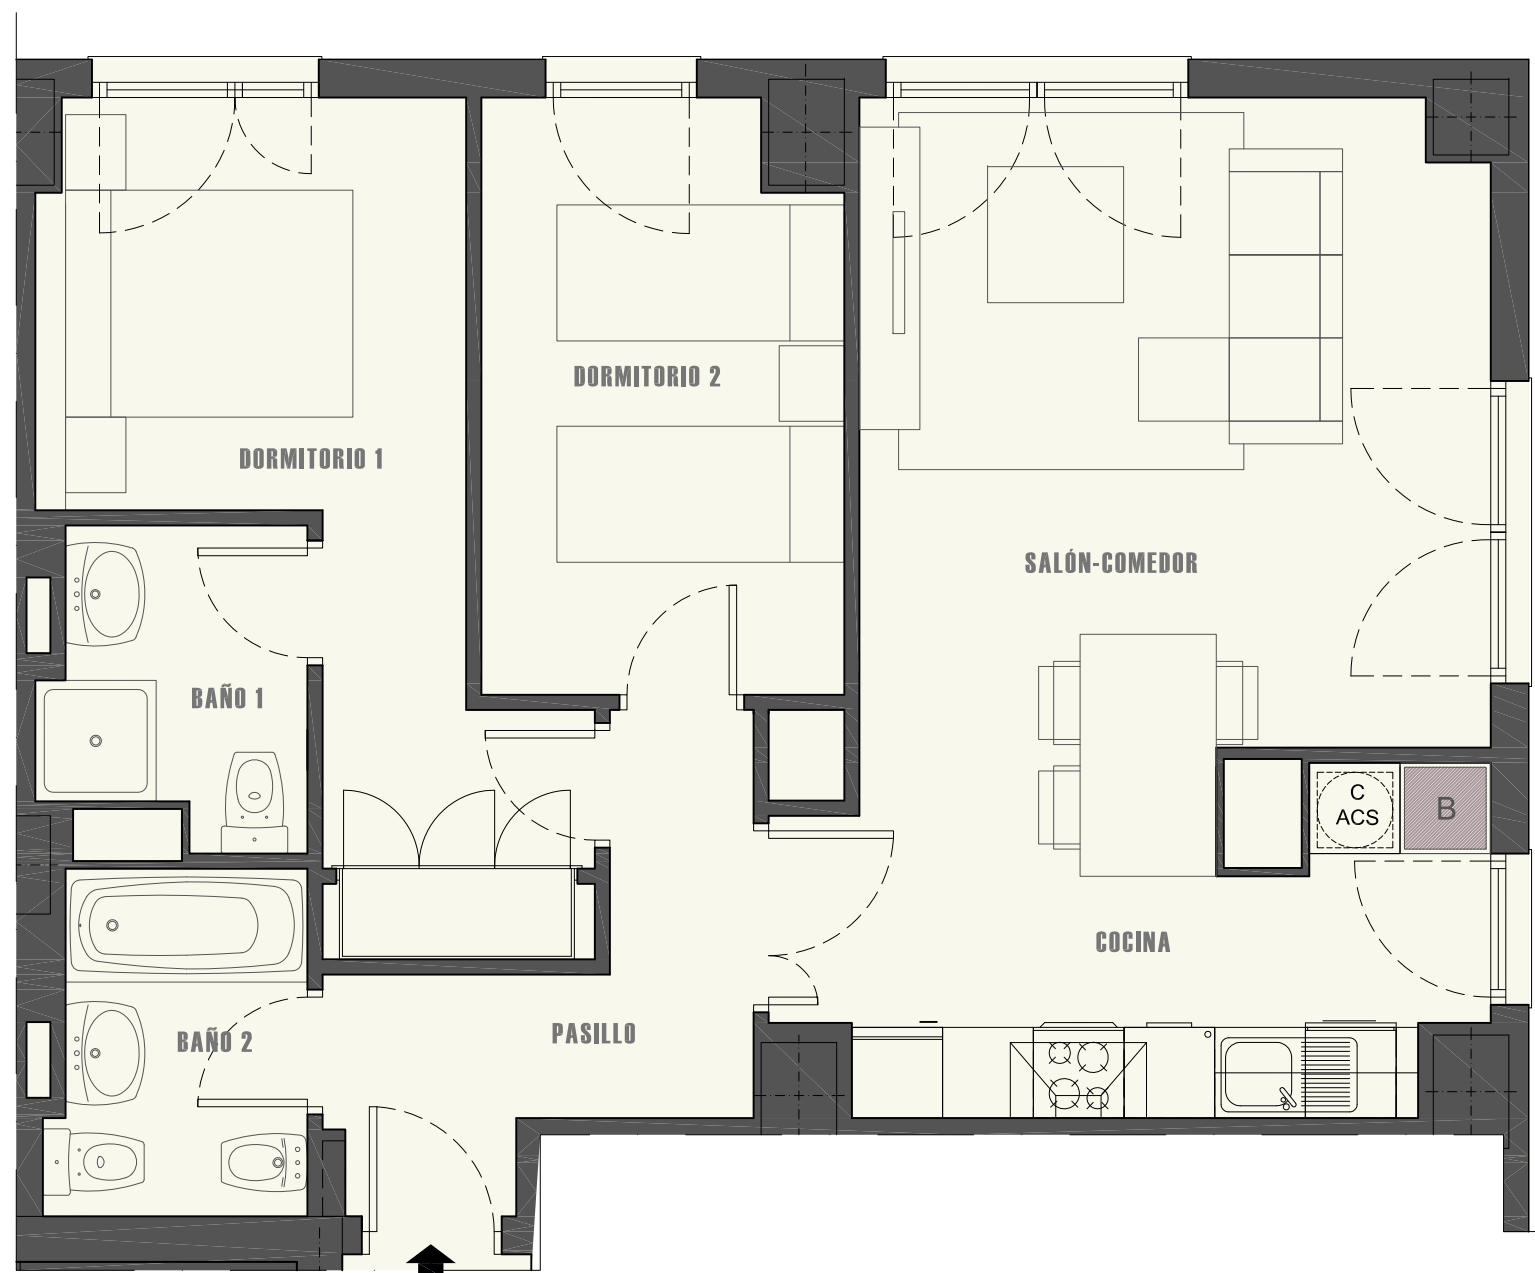 DORMITORIO 2
DORMITORIO 1
SALÓN-COMEDOR
BAÑO 1
C
ACS
B
COCINA
PASILLO
BAÑO 2